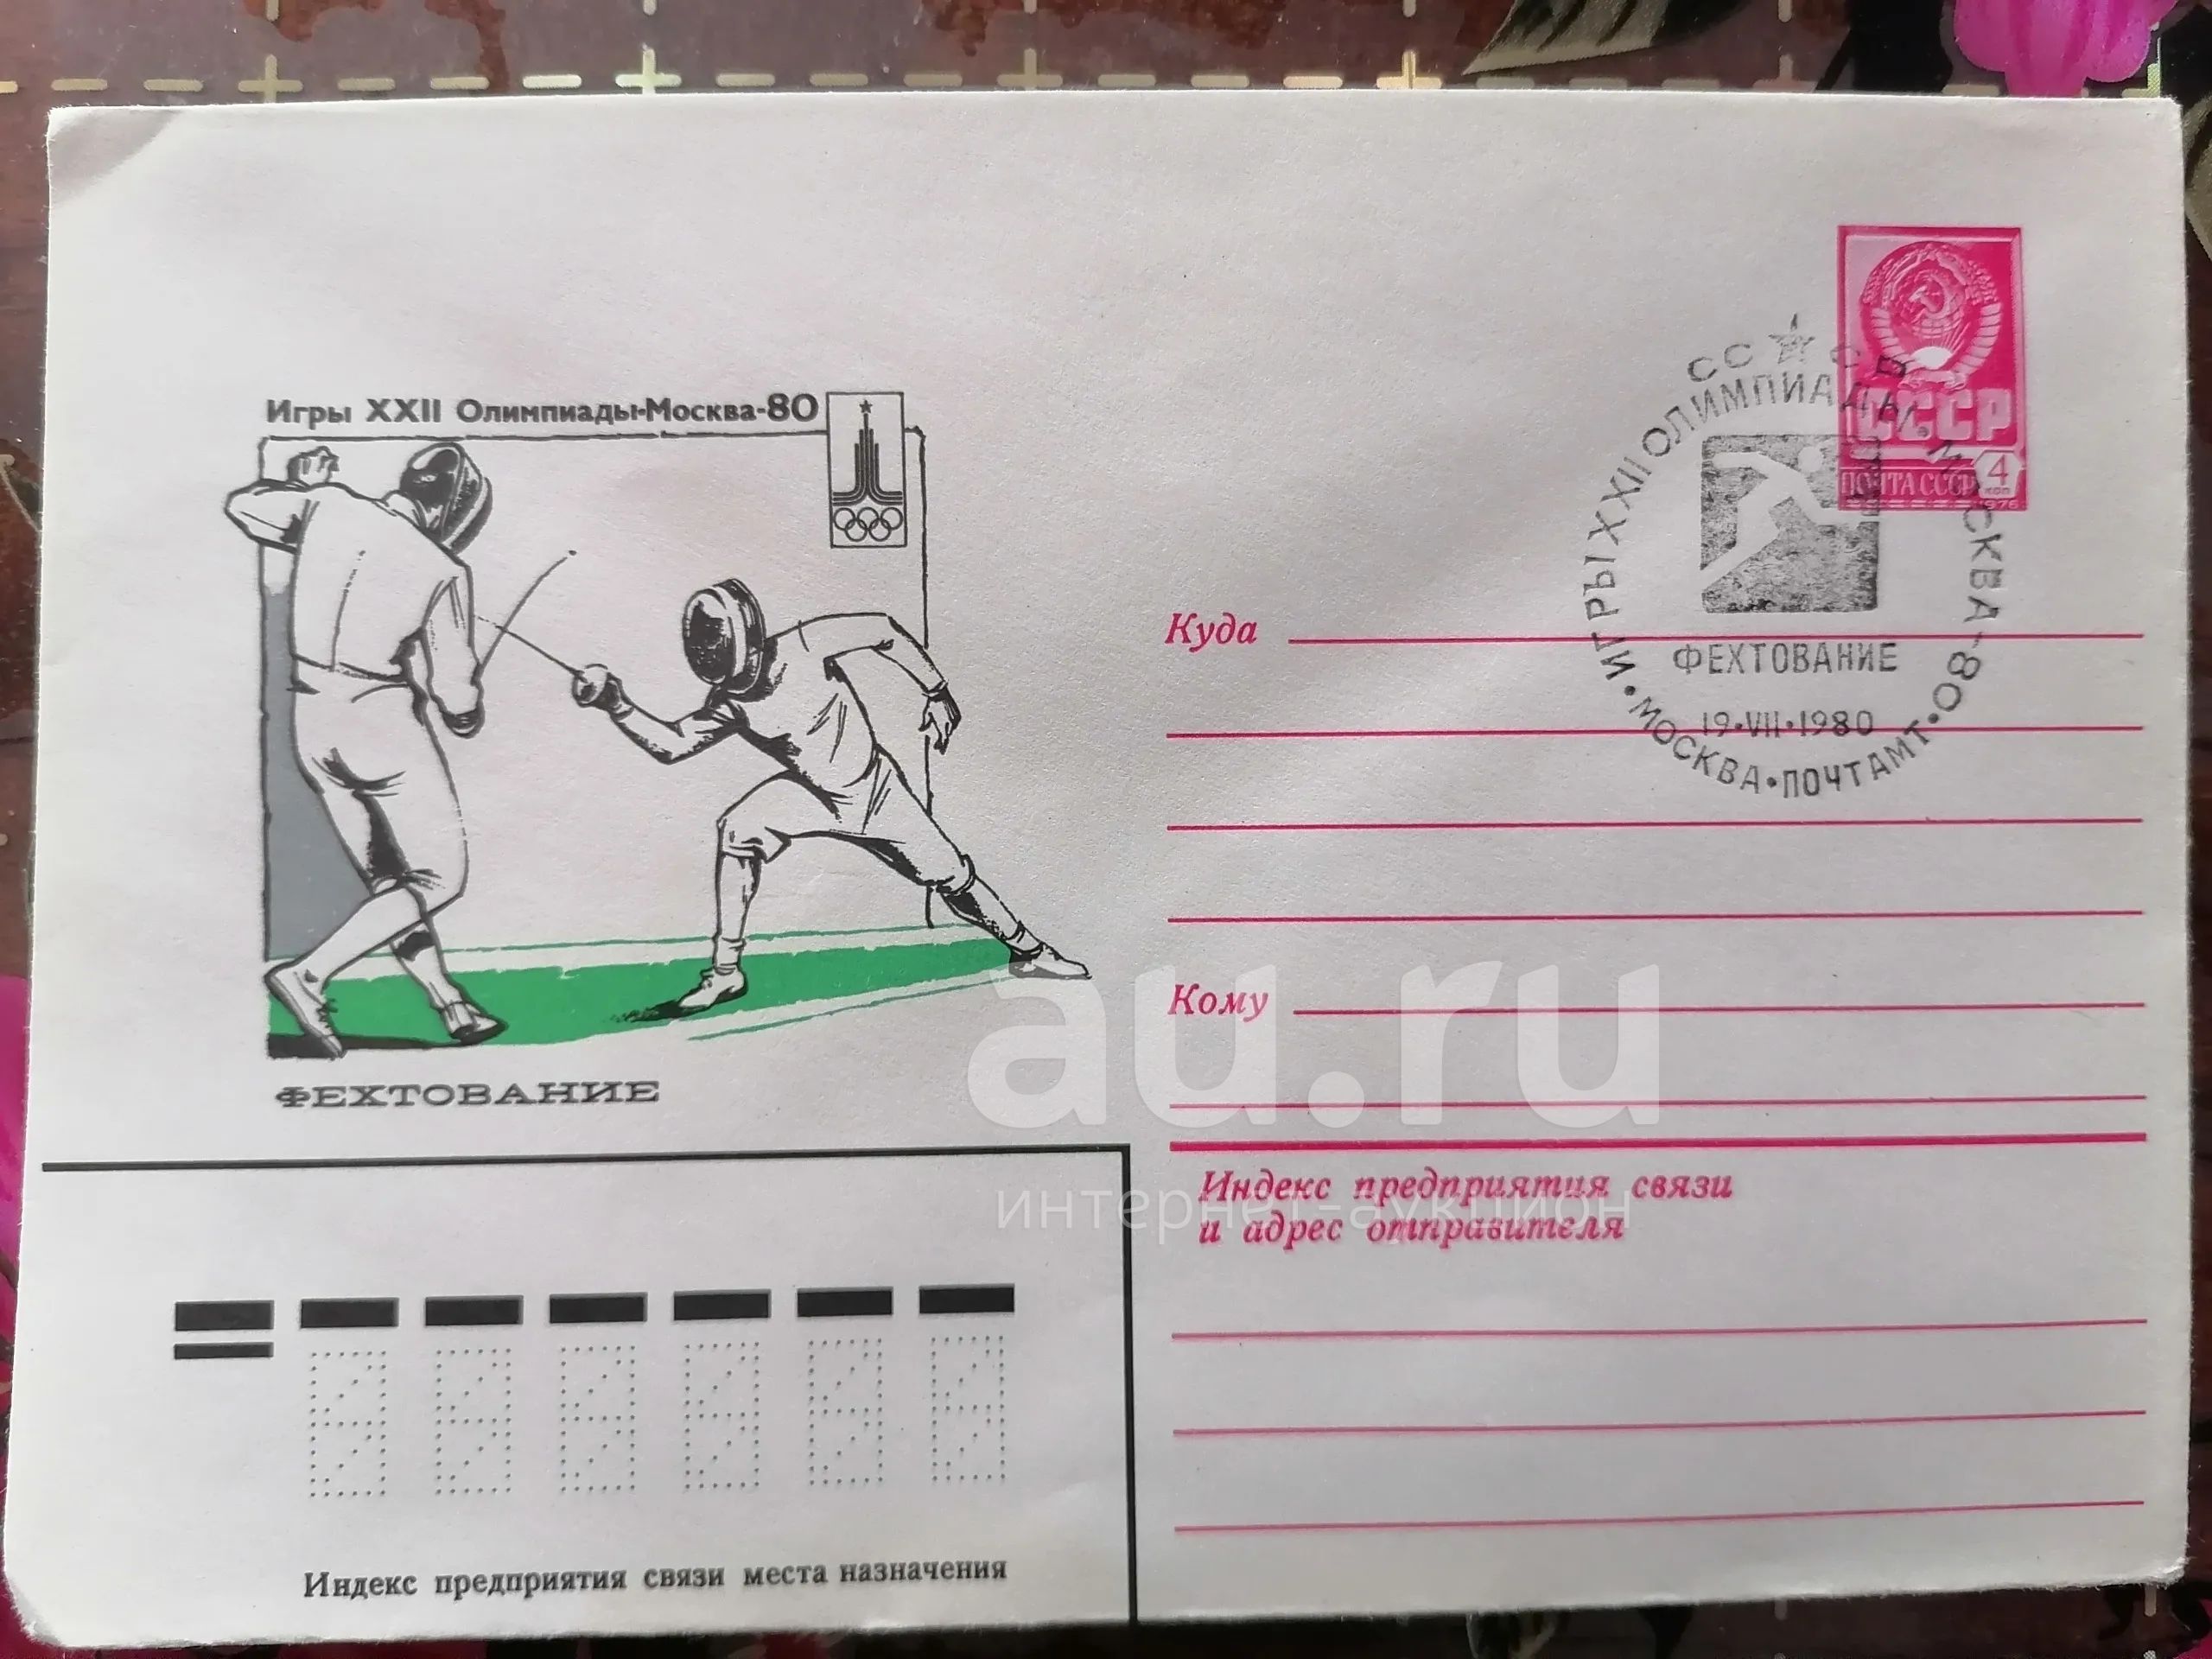 Игры XXII Олимпиады-Москва-80
ФЕХТОВАНИЕ
СССР
ПОЧТА СССР
4
коп
СС СР
ИГРЫ XXII ОЛИМПИАДЫ • МОСКВА-80
ФЕХТОВАНИЕ
19•VII•1980
МОСКВА•ПОЧТАМТ
Куда
Кому
au.ru
интернет-аукцион
Индекс предприятия связи
и адрес отправителя
Индекс предприятия связи места назначения